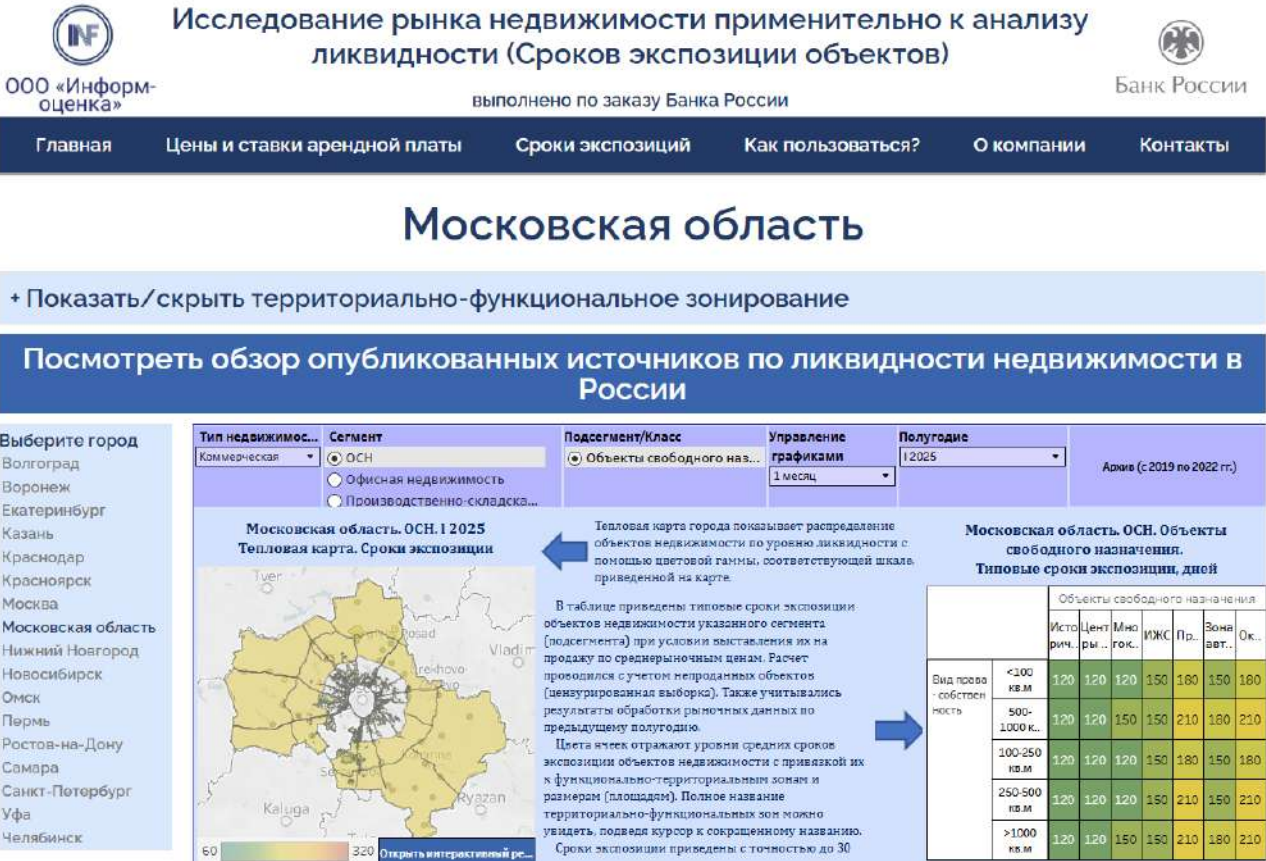 Исследование рынка недвижимости применительно к анализу
ликвидности (Сроков экспозиции объектов)
ООО «Информ-
оценка»
выполнено по заказу Банка России
Банк России
Главная Цены и ставки арендной платы Сроки экспозиций Как пользоваться? О компании Контакты
Московская область
+ Показать/скрыть территориально-функциональное зонирование
Посмотреть обзор опубликованных источников по ликвидности недвижимости в
России
Выберите город
Волгоград
Воронеж
Екатеринбург
Казань
Краснодар
Красноярск
Москва
Московская область
Нижний Новгород
Новосибирск
Омск
Пермь
Ростов-на-Дону
Самара
Санкт-Петербург
Уфа
Челябинск
Тип недвижимос...
Коммерческая
Сегмент
ОСН
Офисная недвижимость
Производственно-складска...
Подсегмент/Класс
Объекты свободного наз...
Управление
графиками
1 месяц
Полугодие
I 2025
Архив (с 2019 по 2022 гг.)
Московская область. ОСН. I 2025
Тепловая карта. Сроки экспозиции
Tver
Posad
Vladim
Kaluga
Ryazan
60 320
Открыть интерактивный ре...
Тепловая карта города показывает распределение
объектов недвижимости по уровню ликвидности с
помощью цветовой гаммы, соответствующей шкале,
приведенной на карте.
В таблице приведены типовые сроки экспозиции
объектов недвижимости указанного сегмента
(подсегмента) при условии выставления их на
продажу по среднерыночным ценам. Расчет
проводился с учетом непроданных объектов
(цензурированная выборка). Также учитывались
результаты обработки рыночных данных по
предыдущему полугодию.
Цвета ячеек отражают уровни средних сроков
экспозиции объектов недвижимости с привязкой их
к функционально-территориальным зонам и
размерам (площадям). Полное название
территориально-функциональных зон можно
увидеть, подведя курсор к сокращенному названию.
Сроки экспозиции приведены с точностью до 30
Московская область. ОСН. Объекты
свободного назначения.
Типовые сроки экспозиции, дней
Объекты свободного назначения
Исто рич.. Цент ры .. Мно гок.. ИЖС Пр.. Зона авт.. Ок..
Вид права
- собствен
ность
<100 кв.м 120 120 120 150 180 150 180
500-1000 к.. 120 120 150 150 210 180 210
100-250 кв.м 120 120 120 150 180 150 180
250-500 кв.м 120 120 120 150 210 150 210
>1000 кв.м 120 120 150 150 210 180 210